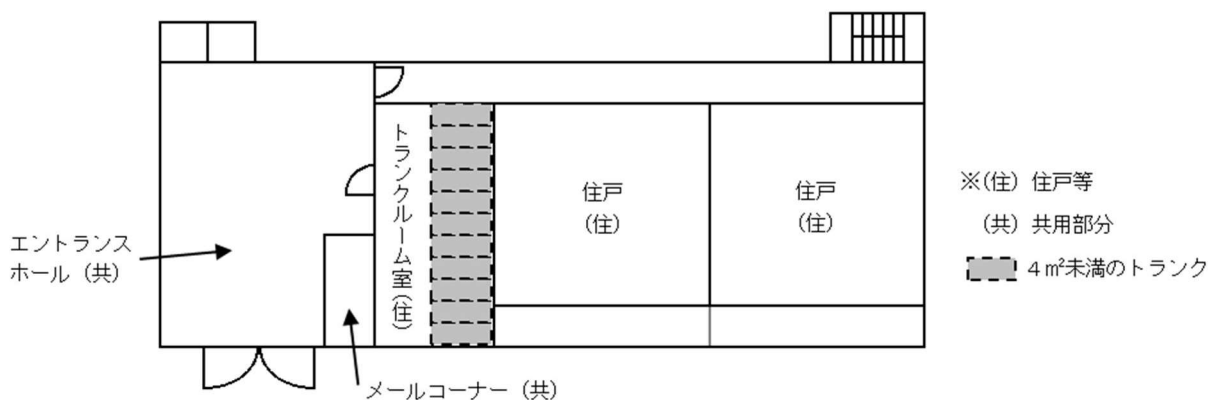 エントランス
ホール（共）
トランクルーム室（住）
住戸
（住）
住戸
（住）
※（住）住戸等
（共）共用部分
４㎡未満のトランク
メールコーナー（共）